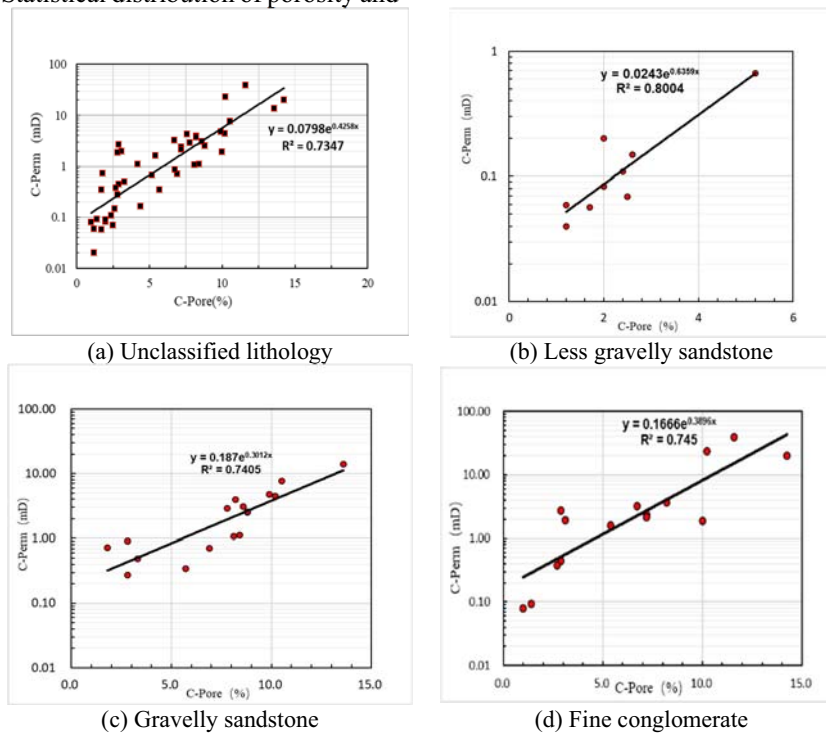 Statistical distribution of porosity and
100
10
1
0.1
0.01
C-Perm (mD)
y = 0.0798e^0.4258x
R² = 0.7347
0 5 10 15 20
C-Pore(%)
(a) Unclassified lithology
1
0.1
0.01
C-Perm (mD)
y = 0.0243e^0.6359x
R² = 0.8004
0 2 4 6
C-Pore (%)
(b) Less gravelly sandstone
100.00
10.00
1.00
0.10
0.01
C-Perm (mD)
y = 0.187e^0.3012x
R² = 0.7405
0.0 5.0 10.0 15.0
C-Pore (%)
(c) Gravelly sandstone
100.00
10.00
1.00
0.10
0.01
C-Perm (mD)
y = 0.1666e^0.3896x
R² = 0.745
0.0 5.0 10.0 15.0
C-Pore (%)
(d) Fine conglomerate